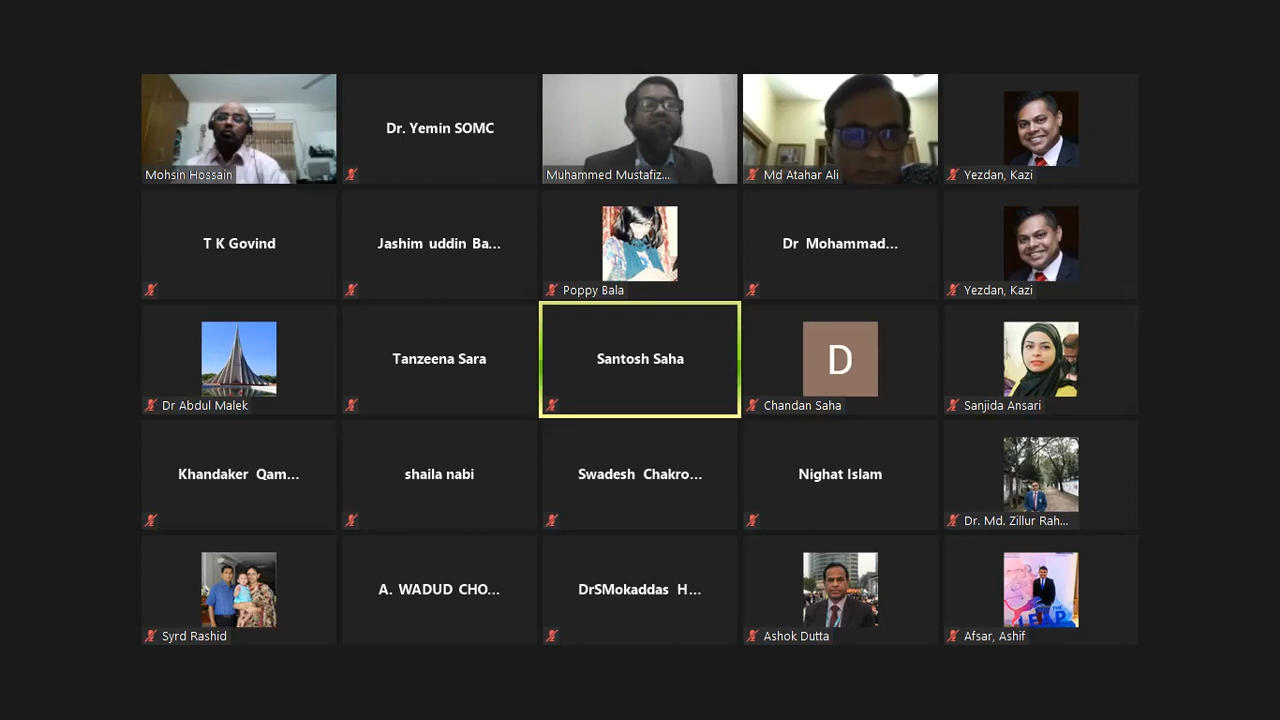 Mohsin Hossain
Dr. Yemin SOMC
Muhammed Mustafiz...
Md Atahar Ali
Yezdan, Kazi
T K Govind
Jashim uddin Ba...
Poppy Bala
Dr Mohammad...
Yezdan, Kazi
Dr Abdul Malek
Tanzeena Sara
Santosh Saha
D
Chandan Saha
Sanjida Ansari
Khandaker Qam...
shaila nabi
Swadesh Chakro...
Nighat Islam
Dr. Md. Zillur Rah...
Syrd Rashid
A. WADUD CHO...
DrSMokaddas H...
Ashok Dutta
LEAP
Afsar, Ashif